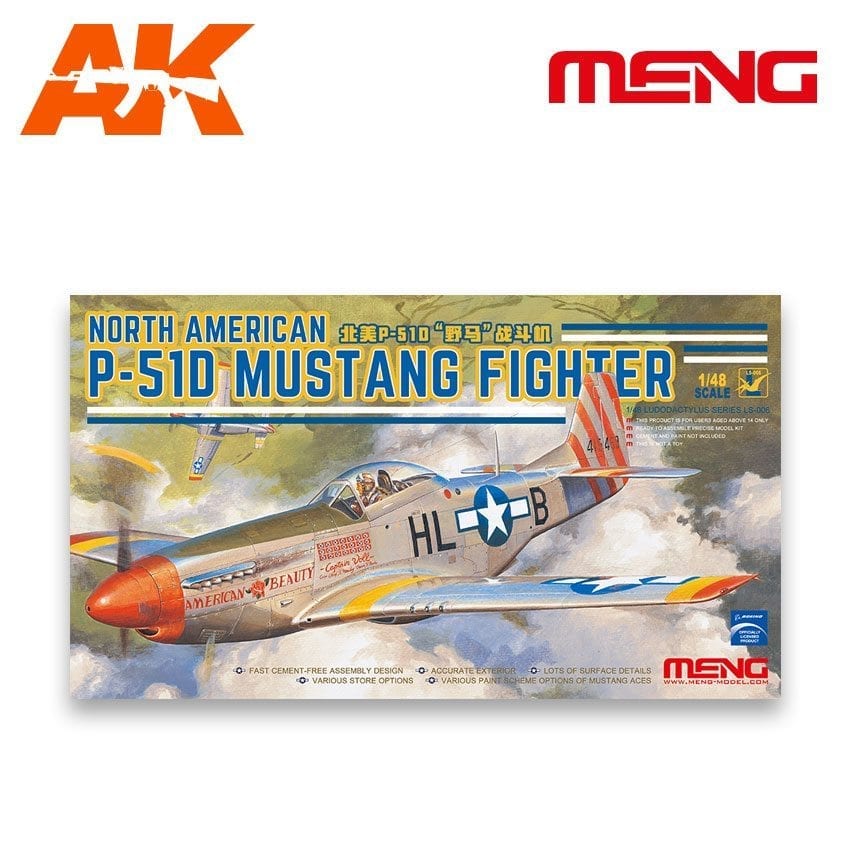 AK
MENG
NORTH AMERICAN 北美P-51D“野马”战斗机
P-51D MUSTANG FIGHTER
1/48
SCALE
LS-006
1/48 LUDODACTYLUS SERIES LS-006
THIS PRODUCT IS FOR USERS AGED ABOVE 14 ONLY
READY TO ASSEMBLE PRECISE MODEL KIT
CEMENT AND PAINT NOT INCLUDED
THIS IS NOT A TOY
HL B
Captain Voll
AMERICAN BEAUTY
BOEING
OFFICIALLY
LICENSED
PRODUCT
FAST CEMENT-FREE ASSEMBLY DESIGN ACCURATE EXTERIOR LOTS OF SURFACE DETAILS
VARIOUS STORE OPTIONS VARIOUS PAINT SCHEME OPTIONS OF MUSTANG ACES
MENG
WWW.MENG-MODEL.COM